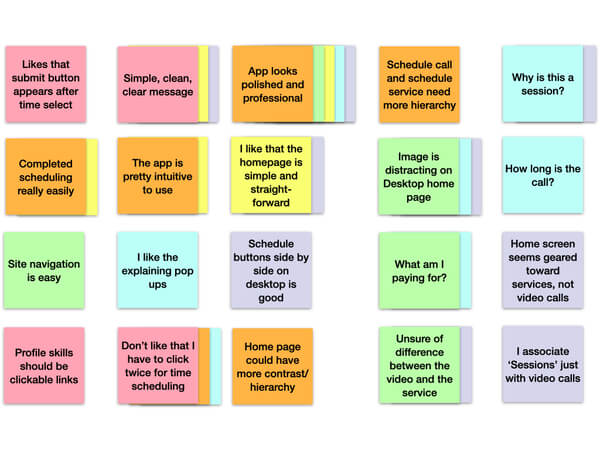 Likes that
submit button
appears after
time select
Simple, clean,
clear message
App looks
polished and
professional
Schedule call
and schedule
service need
more hierarchy
Why is this a
session?
Completed
scheduling
really easily
The app is
pretty intuitive
to use
I like that the
homepage is
simple and
straight-
forward
Image is
distracting on
Desktop home
page
How long is the
call?
Site navigation
is easy
I like the
explaining pop
ups
Schedule
buttons side by
side on
desktop is
good
What am I
paying for?
Home screen
seems geared
toward
services, not
video calls
Profile skills
should be
clickable links
Don't like that I
have to click
twice for time
scheduling
Home page
could have
more contrast/
hierarchy
Unsure of
difference
between the
video and the
service
I associate
'Sessions' just
with video calls